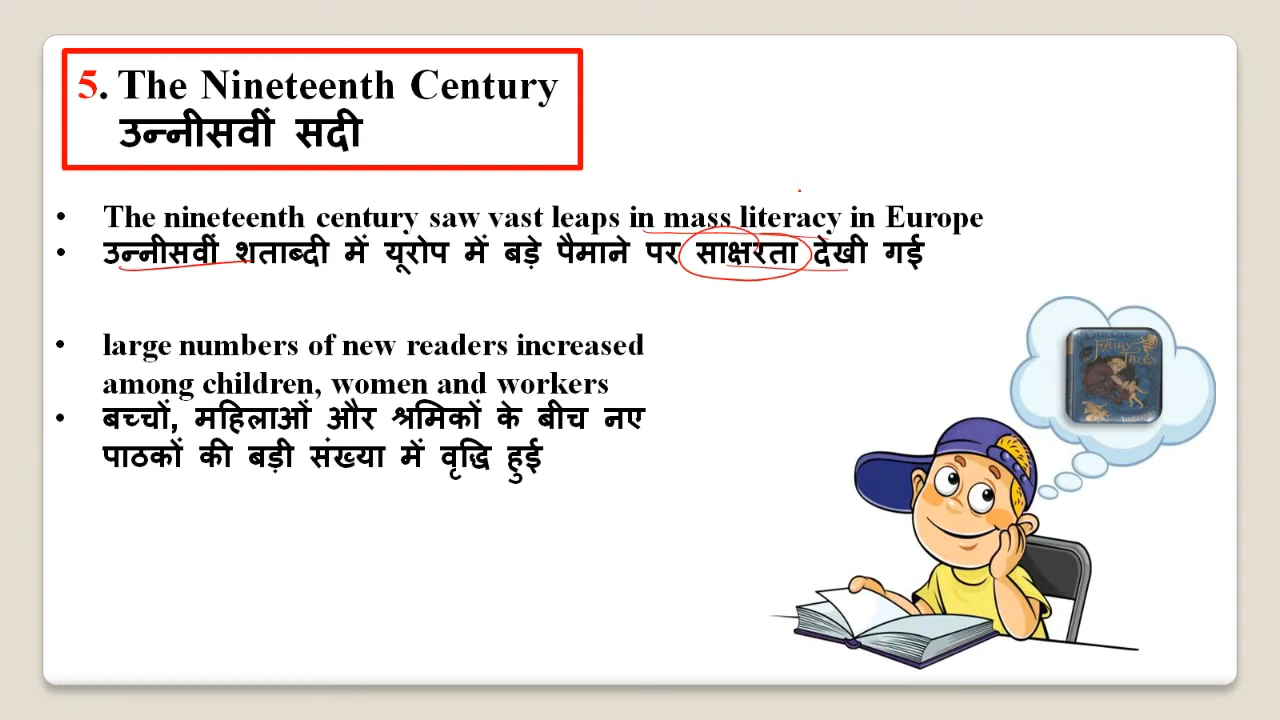 5. The Nineteenth Century
उन्नीसवीं सदी
• The nineteenth century saw vast leaps in mass literacy in Europe
• उन्नीसवीं शताब्दी में यूरोप में बड़े पैमाने पर साक्षरता देखी गई
• large numbers of new readers increased
among children, women and workers
• बच्चों, महिलाओं और श्रमिकों के बीच नए
पाठकों की बड़ी संख्या में वृद्धि हुई
FAIRY
TALES